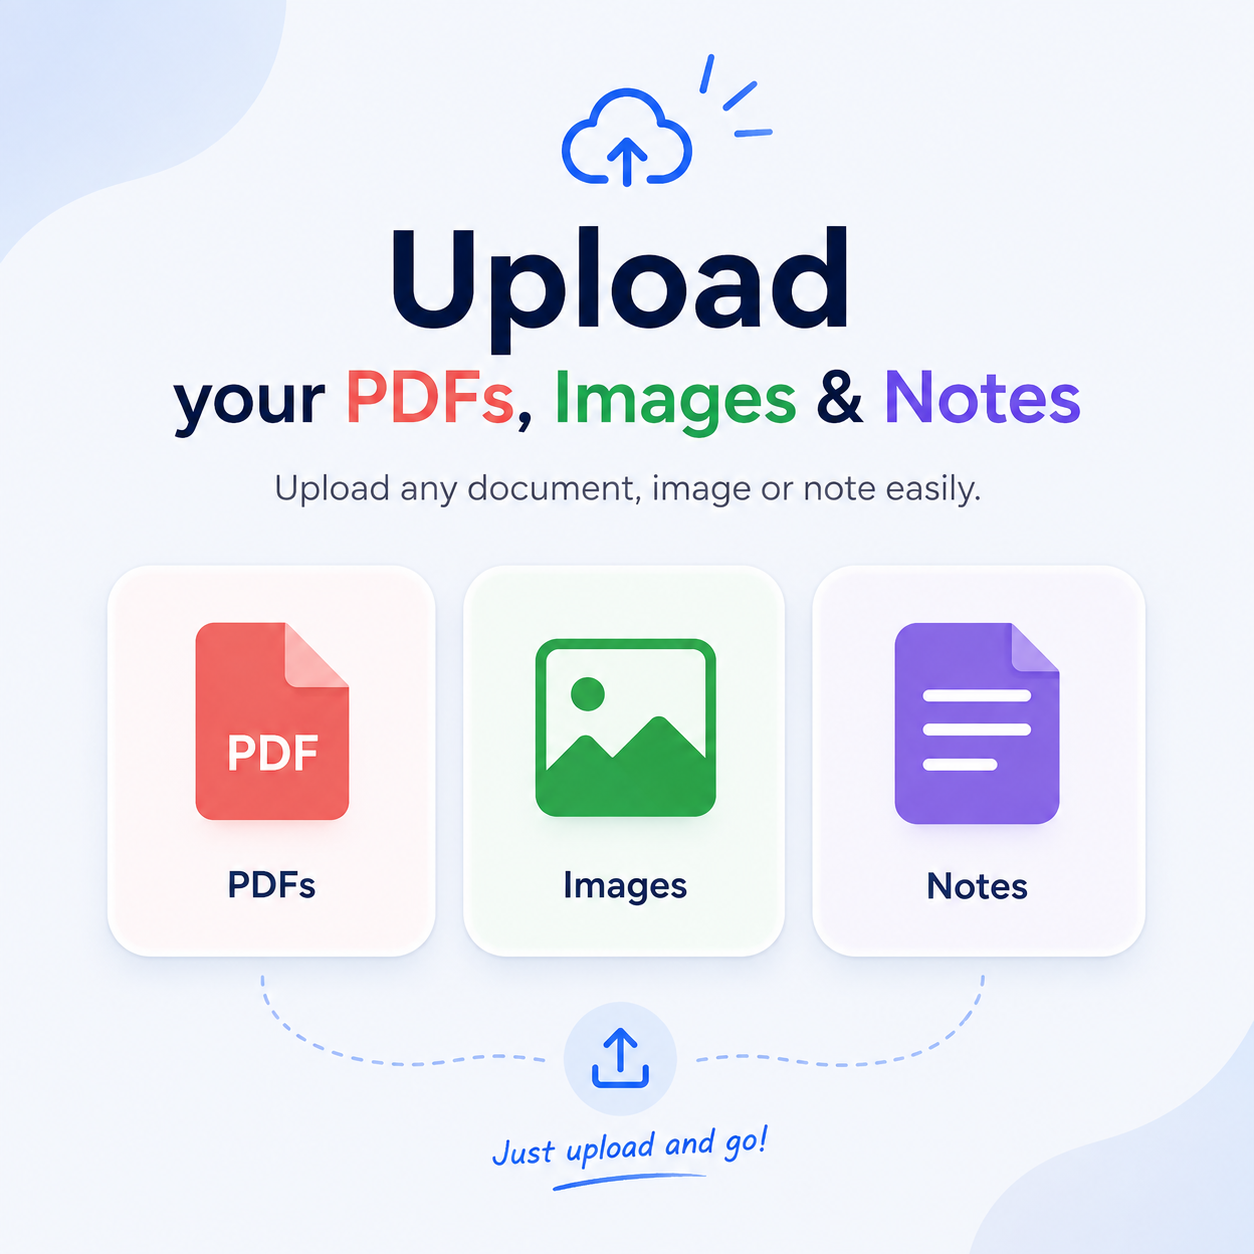 Upload
your PDFs, Images & Notes
Upload any document, image or note easily.
PDF
PDFs
Images
Notes
Just upload and go!